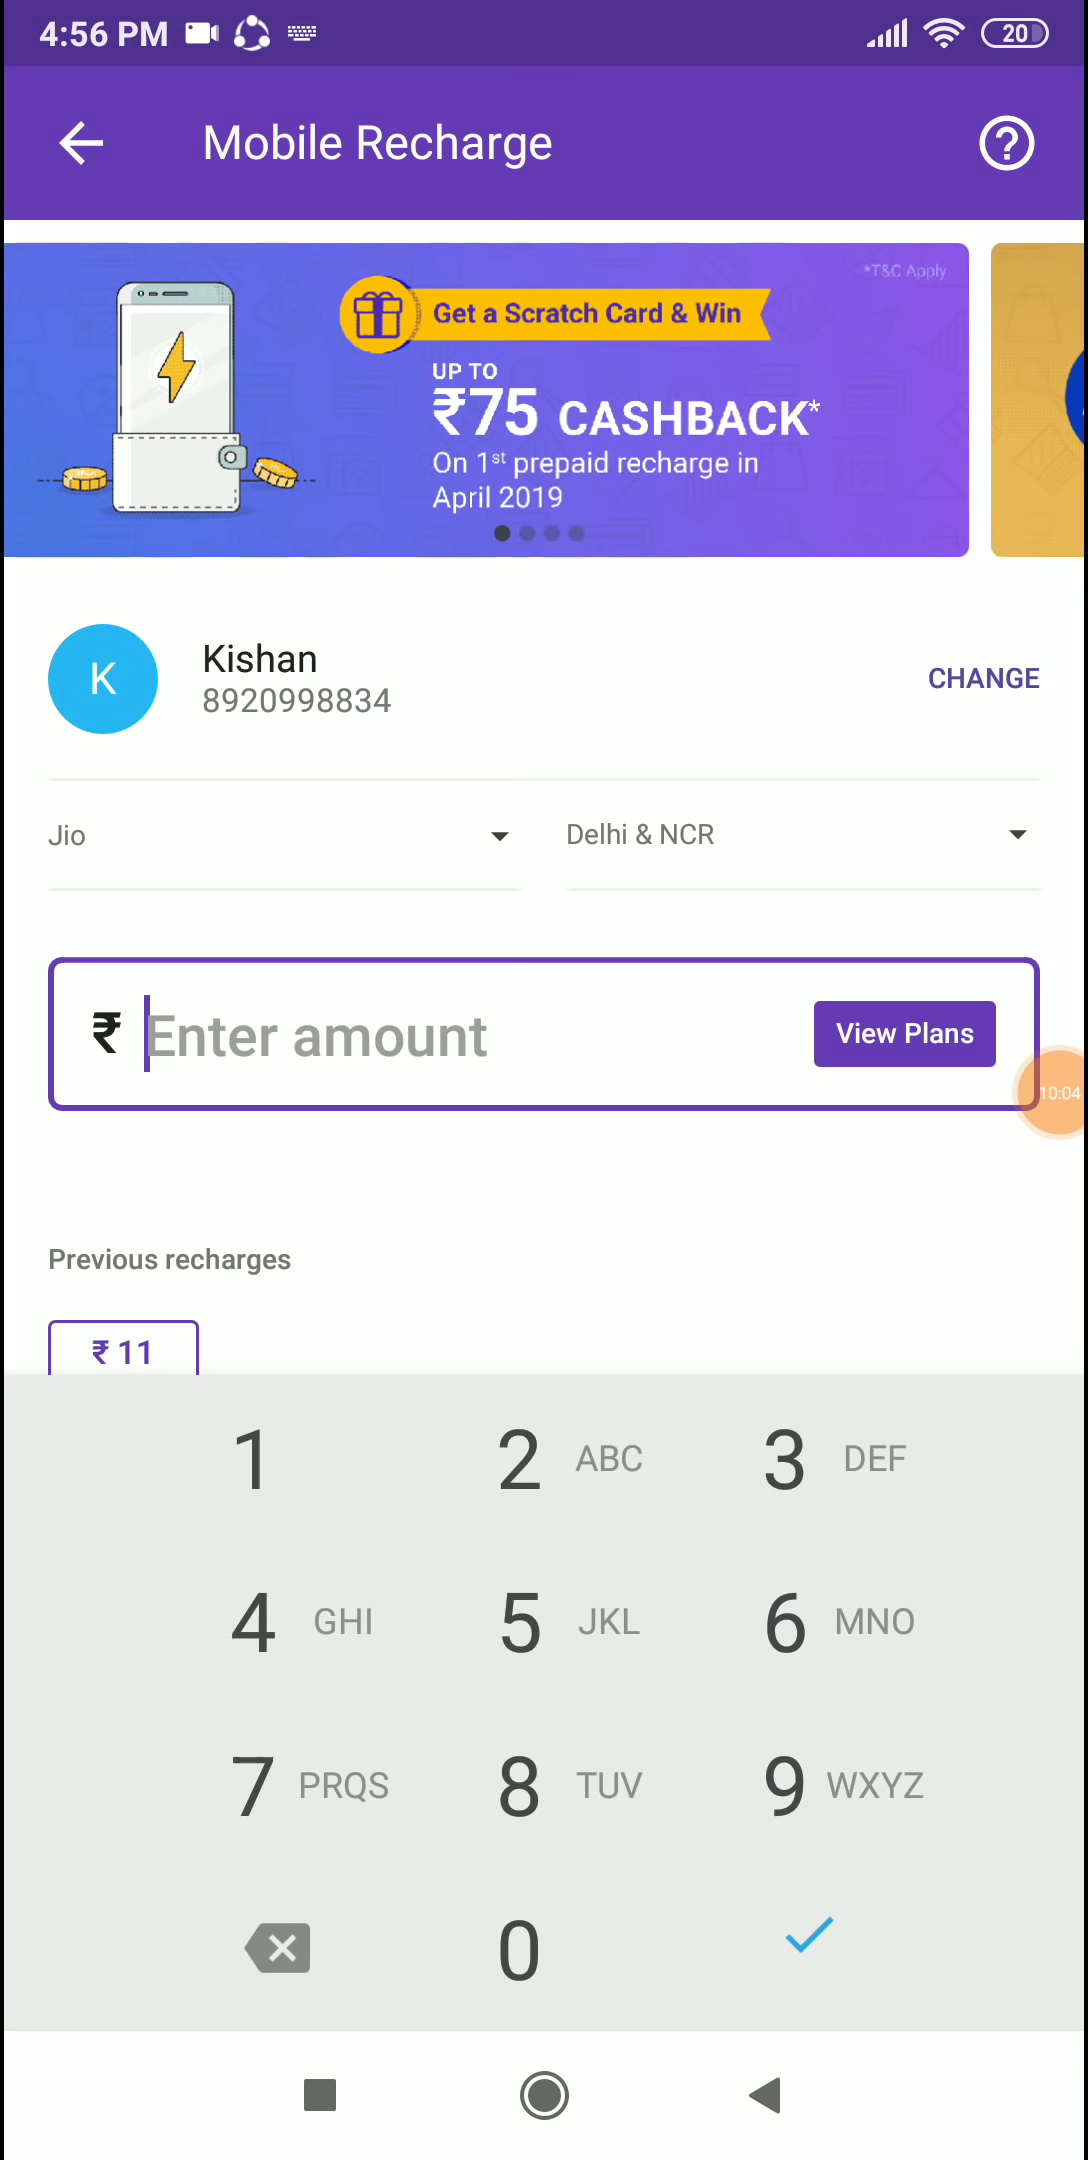 4:56 PM
20
Mobile Recharge
?
*T&C Apply
Get a Scratch Card & Win
UP TO
₹75 CASHBACK*
On 1st prepaid recharge in
April 2019
K
Kishan
8920998834
CHANGE
Jio
Delhi & NCR
₹ Enter amount
View Plans
10:04
Previous recharges
₹ 11
1
2 ABC
3 DEF
4 GHI
5 JKL
6 MNO
7 PRQS
8 TUV
9 WXYZ
0